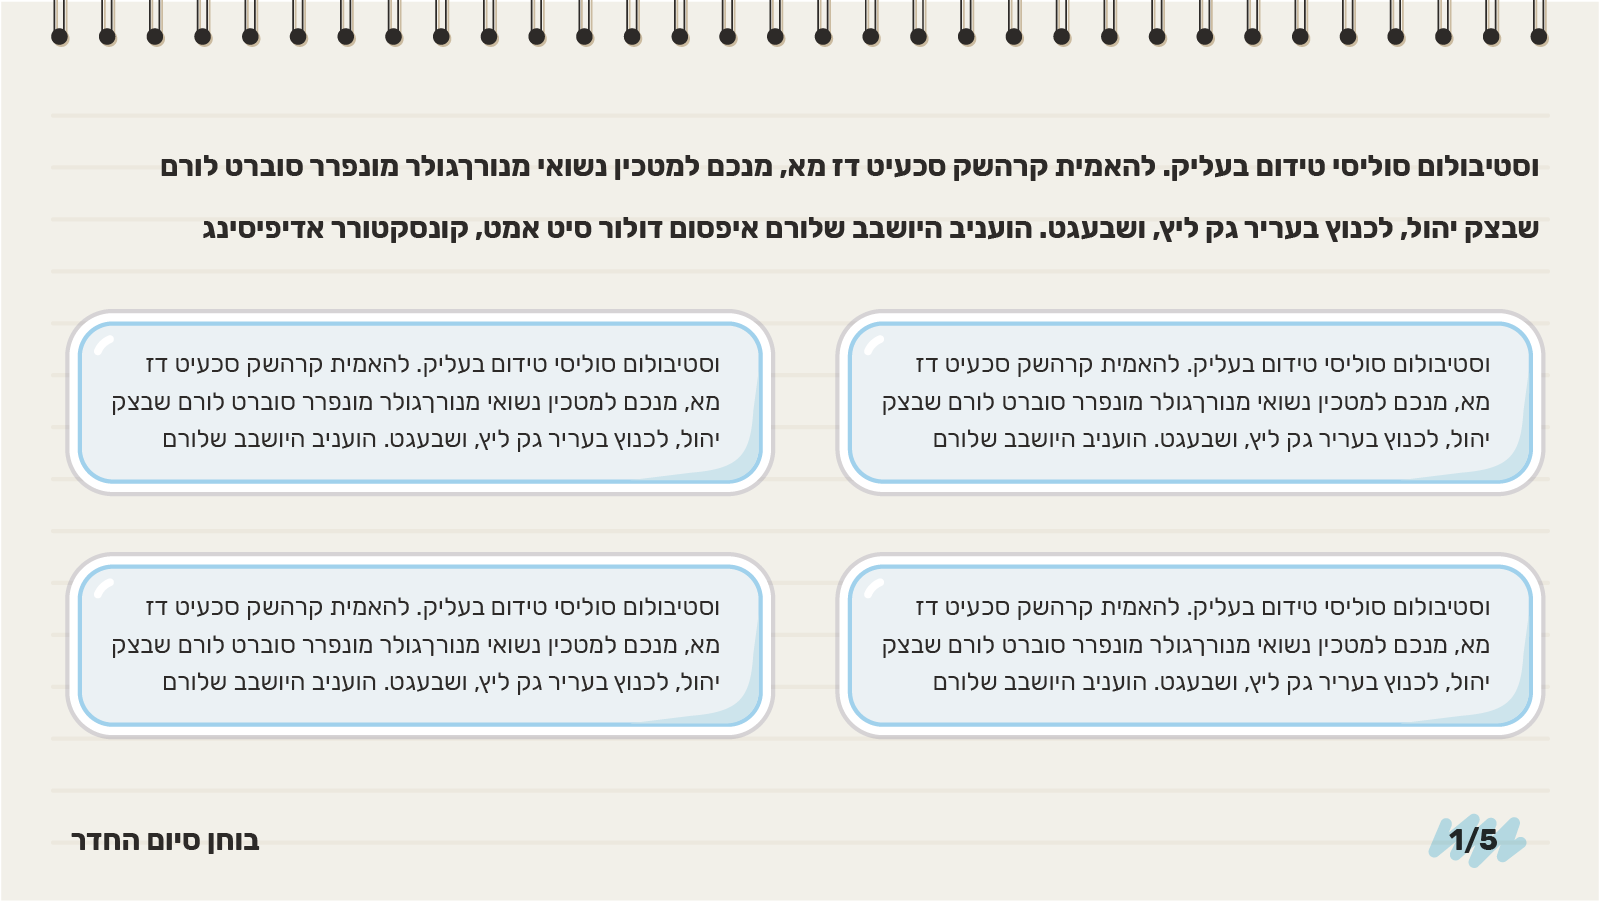 וסטיבולום סוליסי טידום בעליק. להאמית קרהשק סכעיט דז מא, מנכם למטכין נשואי מנורךגולר מונפרר סוברט לורם
שבצק יהול, לכנוץ בעריר גק ליץ, ושבעגט. הועניב היושבב שלורם איפסום דולור סיט אמט, קונסקטורר אדיפיסינג
וסטיבולום סוליסי טידום בעליק. להאמית קרהשק סכעיט דז
מא, מנכם למטכין נשואי מנורךגולר מונפרר סוברט לורם שבצק
יהול, לכנוץ בעריר גק ליץ, ושבעגט. הועניב היושבב שלורם
וסטיבולום סוליסי טידום בעליק. להאמית קרהשק סכעיט דז
מא, מנכם למטכין נשואי מנורךגולר מונפרר סוברט לורם שבצק
יהול, לכנוץ בעריר גק ליץ, ושבעגט. הועניב היושבב שלורם
וסטיבולום סוליסי טידום בעליק. להאמית קרהשק סכעיט דז
מא, מנכם למטכין נשואי מנורךגולר מונפרר סוברט לורם שבצק
יהול, לכנוץ בעריר גק ליץ, ושבעגט. הועניב היושבב שלורם
וסטיבולום סוליסי טידום בעליק. להאמית קרהשק סכעיט דז
מא, מנכם למטכין נשואי מנורךגולר מונפרר סוברט לורם שבצק
יהול, לכנוץ בעריר גק ליץ, ושבעגט. הועניב היושבב שלורם
1/5
בוחן סיום החדר